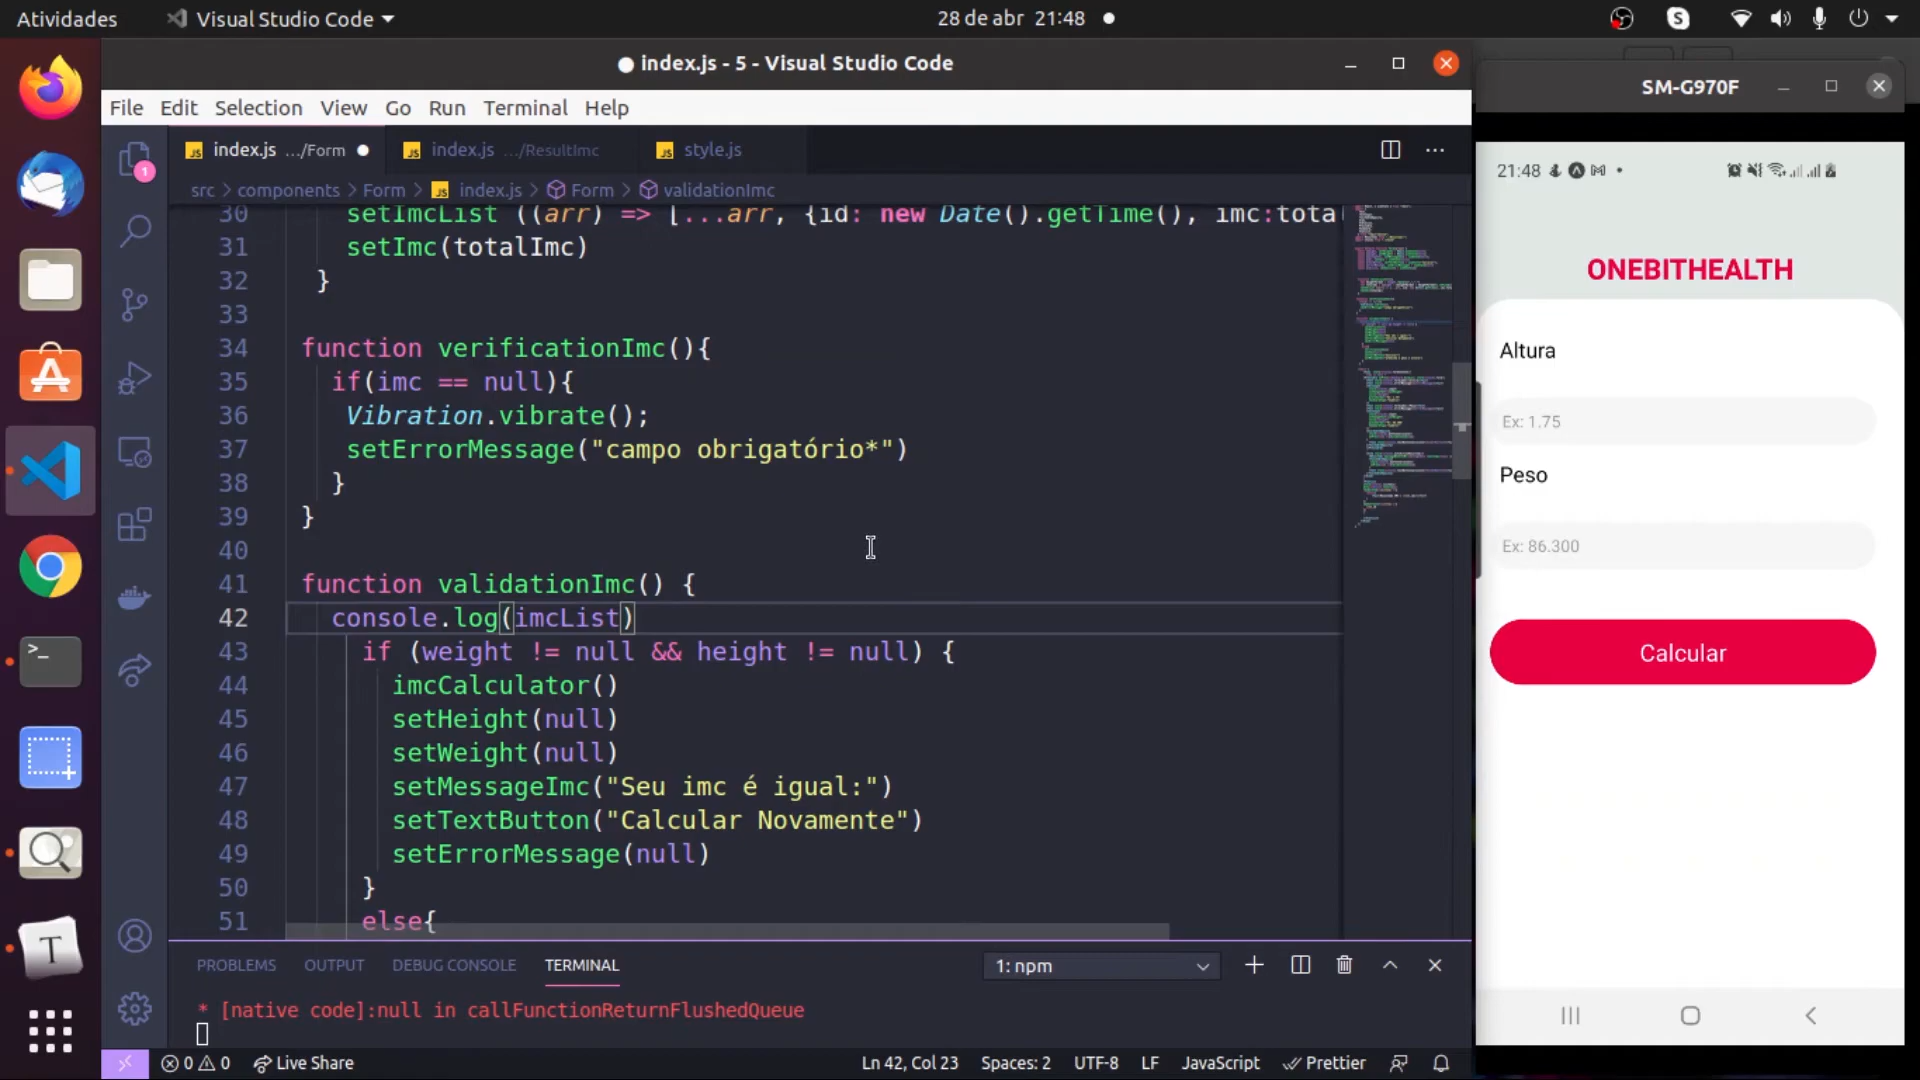 Atividades
Visual Studio Code
28 de abr 21:48
index.js - 5 - Visual Studio Code
File Edit Selection View Go Run Terminal Help
index.js .../Form
index.js .../ResultImc
style.js
src > components > Form > index.js > Form > validationImc
30 setImcList ((arr) => [...arr, {id: new Date().getTime(), imc:tota
31 setImc(totalImc)
32 }
33
34 function verificationImc(){
35 if(imc == null){
36 Vibration.vibrate();
37 setErrorMessage("campo obrigatório*")
38 }
39 }
40
41 function validationImc() {
42 console.log(imcList)
43 if (weight != null && height != null) {
44 imcCalculator()
45 setHeight(null)
46 setWeight(null)
47 setMessageImc("Seu imc é igual:")
48 setTextButton("Calcular Novamente")
49 setErrorMessage(null)
50 }
51 else{
PROBLEMS OUTPUT DEBUG CONSOLE TERMINAL
1: npm
* [native code]:null in callFunctionReturnFlushedQueue
0 0 Live Share
Ln 42, Col 23 Spaces: 2 UTF-8 LF JavaScript Prettier
SM-G970F
21:48
ONEBITHEALTH
Altura
Ex: 1.75
Peso
Ex: 86.300
Calcular